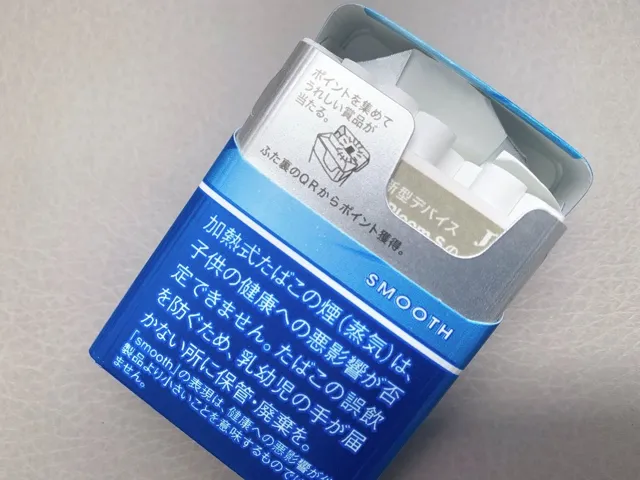 ポイントを集めて
うれしい賞品が
当たる。
ふた裏のQRからポイント獲得。
新型デバイス
SMOOTH
加熱式たばこの煙(蒸気)は、
子供の健康への悪影響が否
定できません。たばこの誤飲
を防ぐため、乳幼児の手が届
かない所に保管・廃棄を。
「smooth」の表現は、健康への悪影響が
製品より小さいことを意味するものでは
ません。